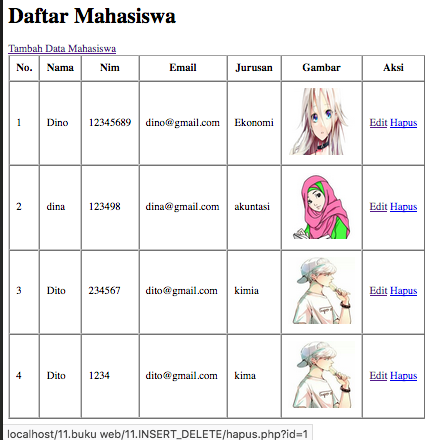 Daftar Mahasiswa
Tambah Data Mahasiswa
No. Nama Nim Email Jurusan Gambar Aksi
1 Dino 12345689 dino@gmail.com Ekonomi Edit Hapus
2 dina 123498 dina@gmail.com akuntasi Edit Hapus
3 Dito 234567 dito@gmail.com kimia Edit Hapus
4 Dito 1234 dito@gmail.com kima Edit Hapus
localhost/11.buku web/11.INSERT_DELETE/hapus.php?id=1